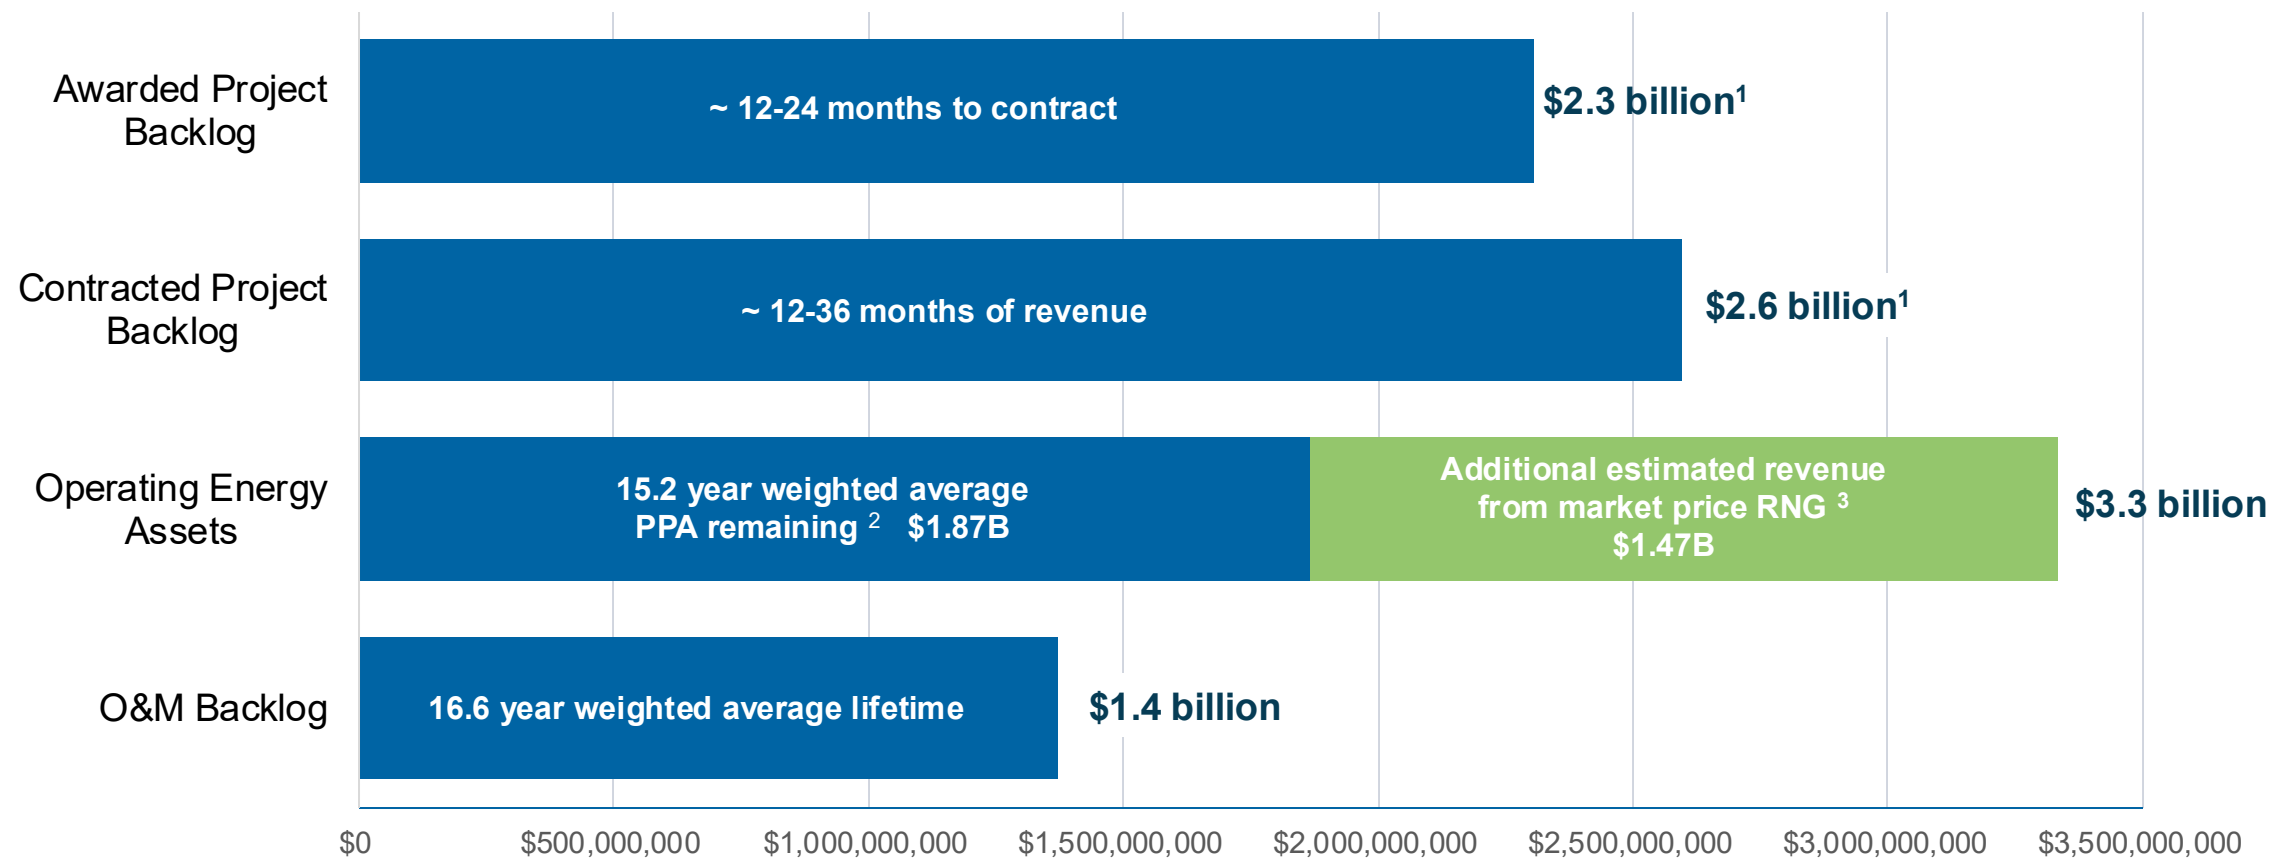 Awarded Project
Backlog
~ 12-24 months to contract
$2.3 billion¹
Contracted Project
Backlog
~ 12-36 months of revenue
$2.6 billion¹
Operating Energy
Assets
15.2 year weighted average
PPA remaining ² $1.87B
Additional estimated revenue
from market price RNG ³
$1.47B
$3.3 billion
O&M Backlog
16.6 year weighted average lifetime
$1.4 billion
$0 $500,000,000 $1,000,000,000 $1,500,000,000 $2,000,000,000 $2,500,000,000 $3,000,000,000 $3,500,000,000